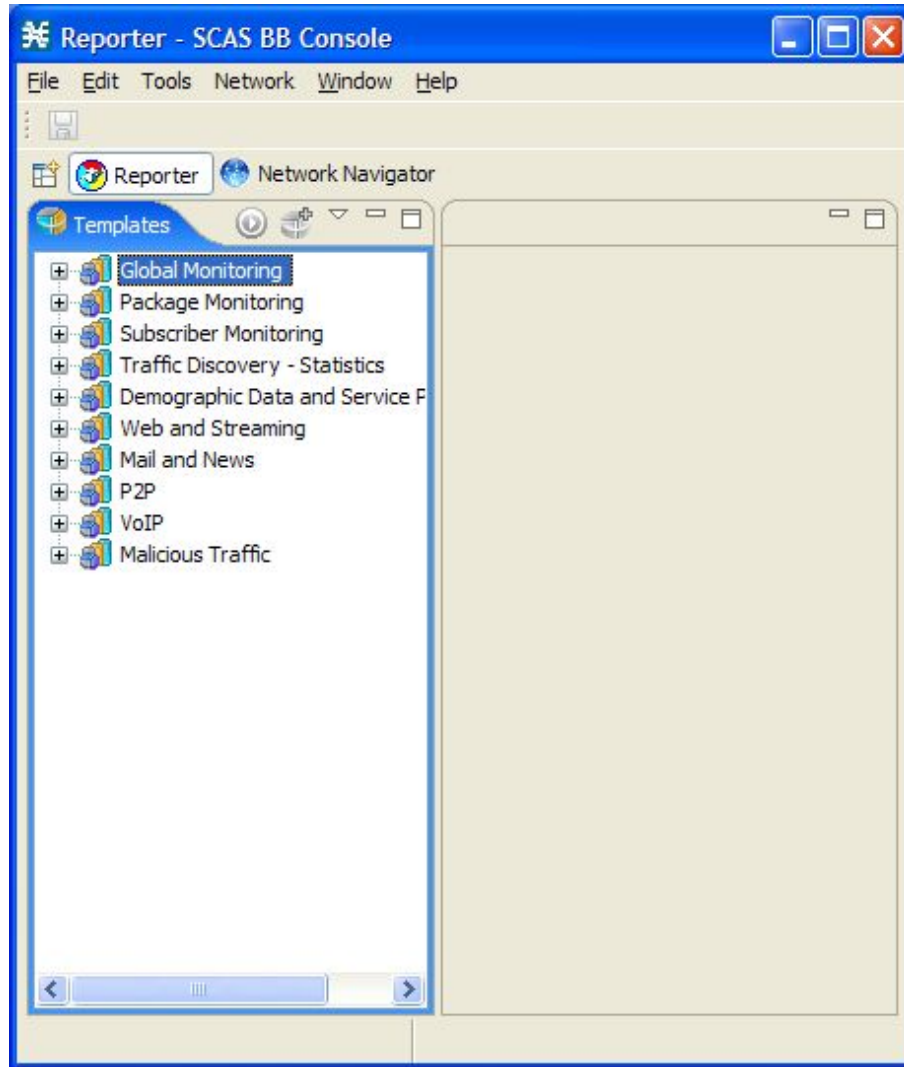 Reporter - SCAS BB Console
File Edit Tools Network Window Help
Reporter Network Navigator
Templates
Global Monitoring
Package Monitoring
Subscriber Monitoring
Traffic Discovery - Statistics
Demographic Data and Service P
Web and Streaming
Mail and News
P2P
VoIP
Malicious Traffic